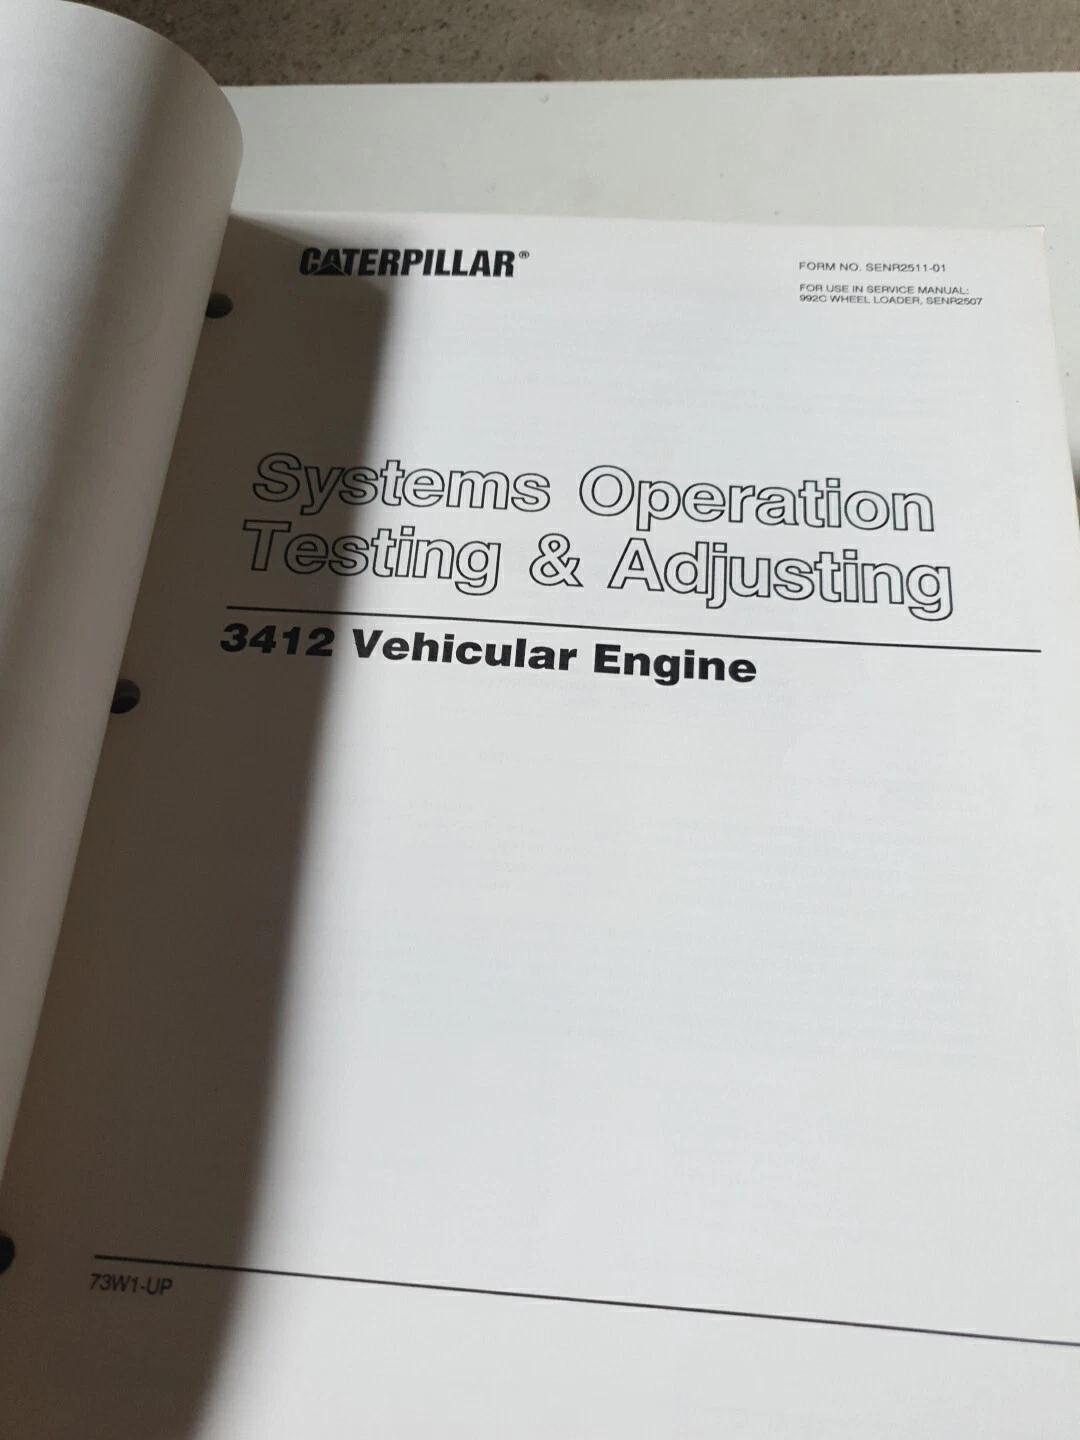 CATERPILLAR®
FORM NO. SENR2511-01
FOR USE IN SERVICE MANUAL:
992C WHEEL LOADER, SENR2507
Systems Operation
Testing & Adjusting
3412 Vehicular Engine
73W1-UP